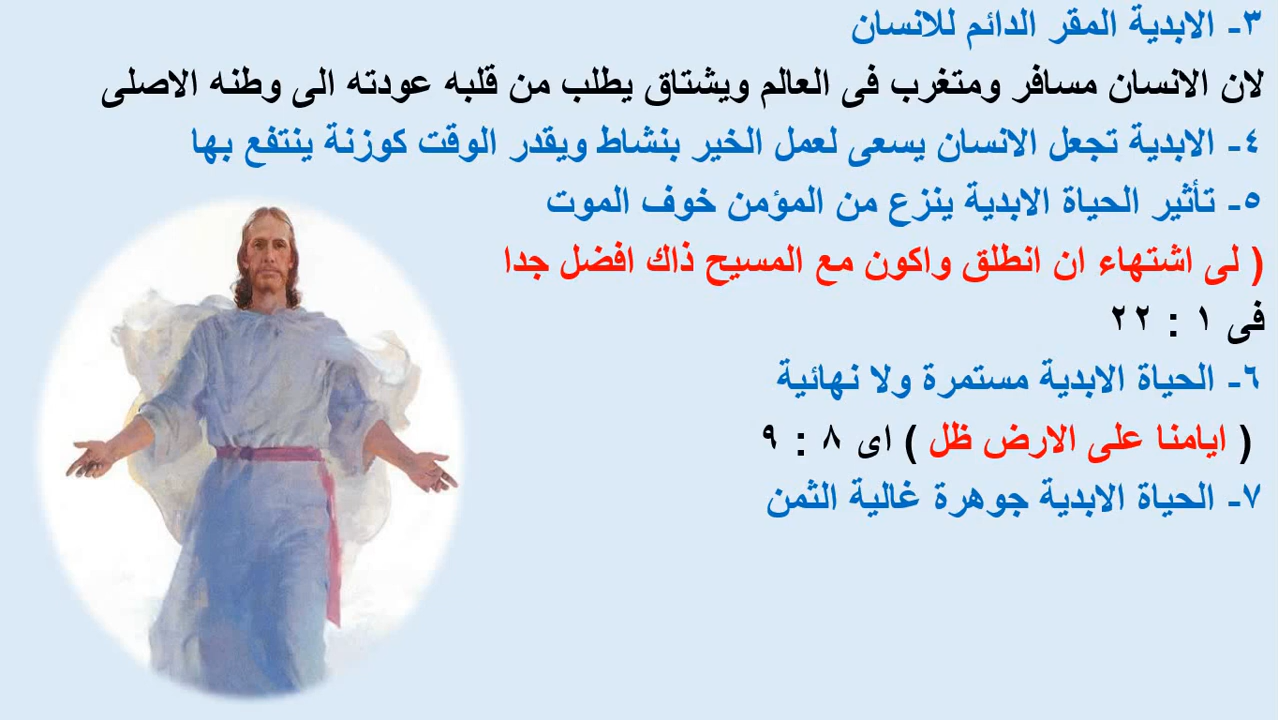 ٣- الابدية المقر الدائم للانسان
لان الانسان مسافر ومتغرب فى العالم ويشتاق يطلب من قلبه عودته الى وطنه الاصلى
٤- الابدية تجعل الانسان يسعى لعمل الخير بنشاط ويقدر الوقت كوزنة ينتفع بها
٥- تأثير الحياة الابدية ينزع من المؤمن خوف الموت
( لى اشتهاء ان انطلق واكون مع المسيح ذاك افضل جدا
فى ١ : ٢٢
٦- الحياة الابدية مستمرة ولا نهائية
( ايامنا على الارض ظل ) اى ٨ : ٩
٧- الحياة الابدية جوهرة غالية الثمن